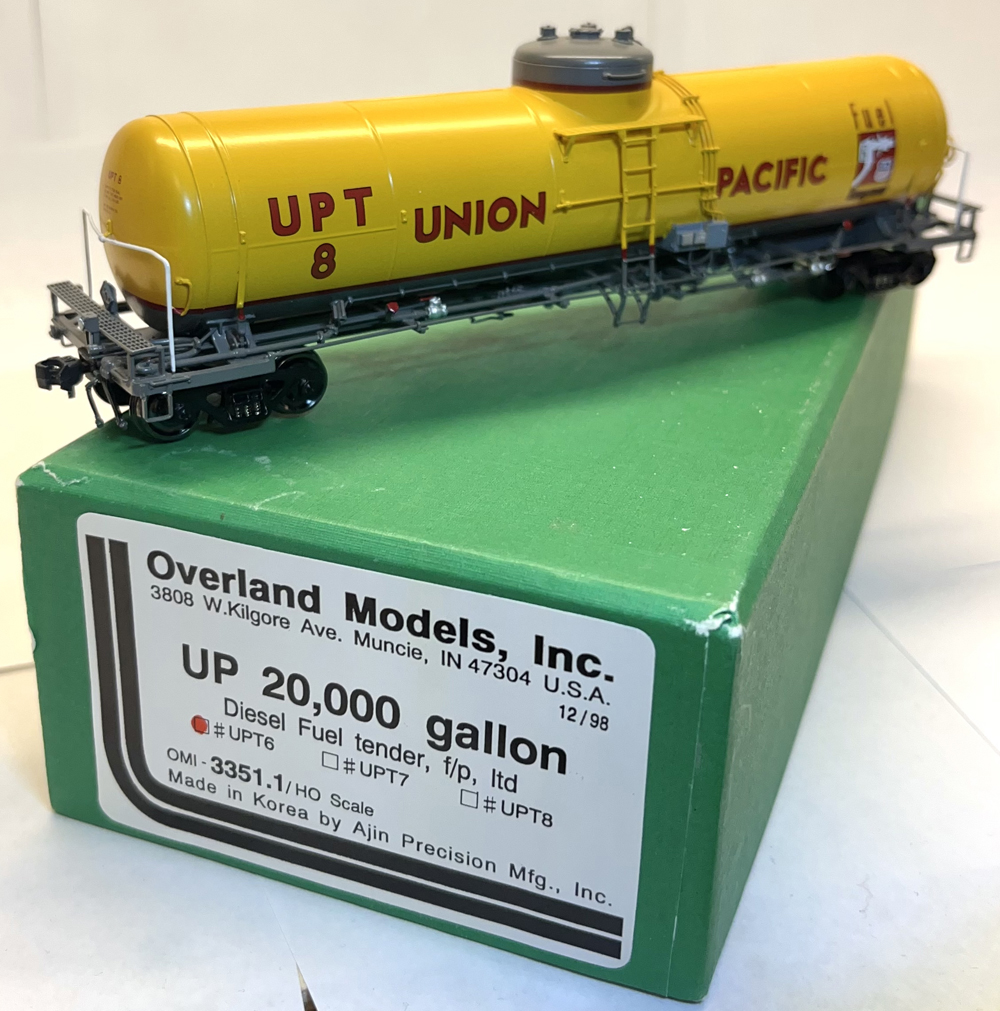 UPT
8
UNION
PACIFIC
Fuel
Overland Models, Inc.
3808 W.Kilgore Ave. Muncie, IN 47304 U.S.A.
12/98
UP 20,000 gallon
Diesel Fuel tender, f/p, ltd
#UPT6 #UPT7 #UPT8
OMI-3351.1/HO Scale
Made in Korea by Ajin Precision Mfg., Inc.